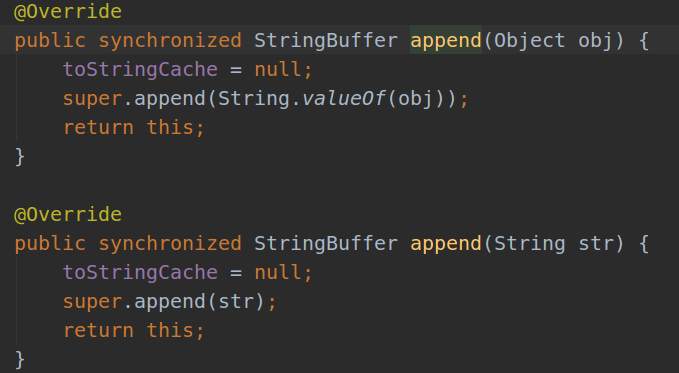 @Override
public synchronized StringBuffer append(Object obj) {
    toStringCache = null;
    super.append(String.valueOf(obj));
    return this;
}

@Override
public synchronized StringBuffer append(String str) {
    toStringCache = null;
    super.append(str);
    return this;
}